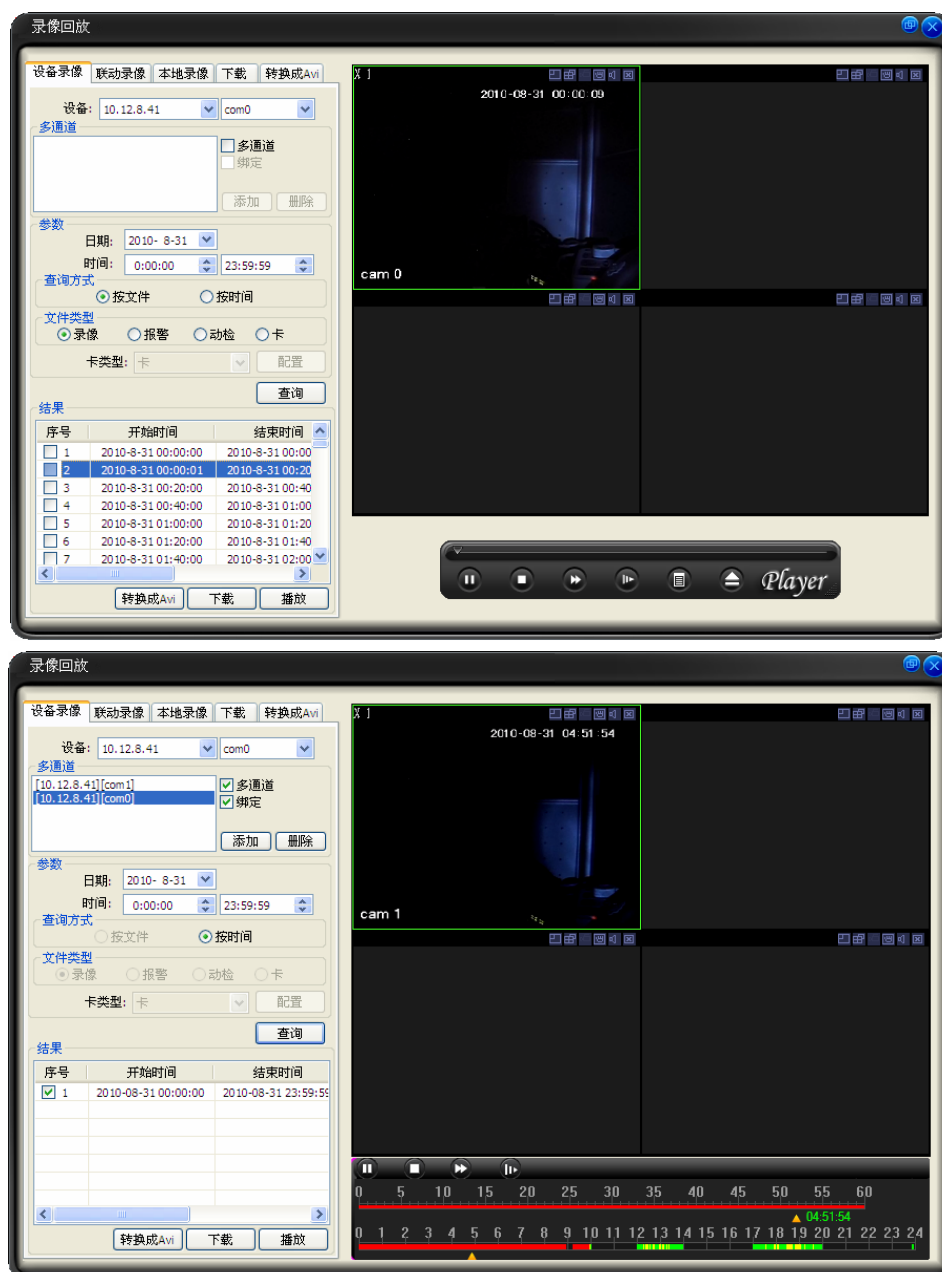 录像回放
设备录像 联动录像 本地录像 下载 转换成Avi
设备: 10.12.8.41 com0
多通道
多通道
绑定
添加 删除
参数
日期: 2010- 8-31
时间: 0:00:00 23:59:59
查询方式
按文件 按时间
文件类型
录像 报警 动检 卡
卡类型: 卡 配置
查询
结果
序号 开始时间 结束时间
1 2010-8-31 00:00:00 2010-8-31 00:00
2 2010-8-31 00:00:01 2010-8-31 00:20
3 2010-8-31 00:20:00 2010-8-31 00:40
4 2010-8-31 00:40:00 2010-8-31 01:00
5 2010-8-31 01:00:00 2010-8-31 01:20
6 2010-8-31 01:20:00 2010-8-31 01:40
7 2010-8-31 01:40:00 2010-8-31 02:00
转换成Avi 下载 播放
X 1
2010-08-31 00:00:09
cam 0
Player
录像回放
设备录像 联动录像 本地录像 下载 转换成Avi
设备: 10.12.8.41 com0
多通道
[10.12.8.41][com1]
[10.12.8.41][com0]
多通道
绑定
添加 删除
参数
日期: 2010- 8-31
时间: 0:00:00 23:59:59
查询方式
按文件 按时间
文件类型
录像 报警 动检 卡
卡类型: 卡 配置
查询
结果
序号 开始时间 结束时间
1 2010-08-31 00:00:00 2010-08-31 23:59:59
转换成Avi 下载 播放
X 1
2010-08-31 04:51:54
cam 1
0 5 10 15 20 25 30 35 40 45 50 55 60
04:51:54
0 1 2 3 4 5 6 7 8 9 10 11 12 13 14 15 16 17 18 19 20 21 22 23 24